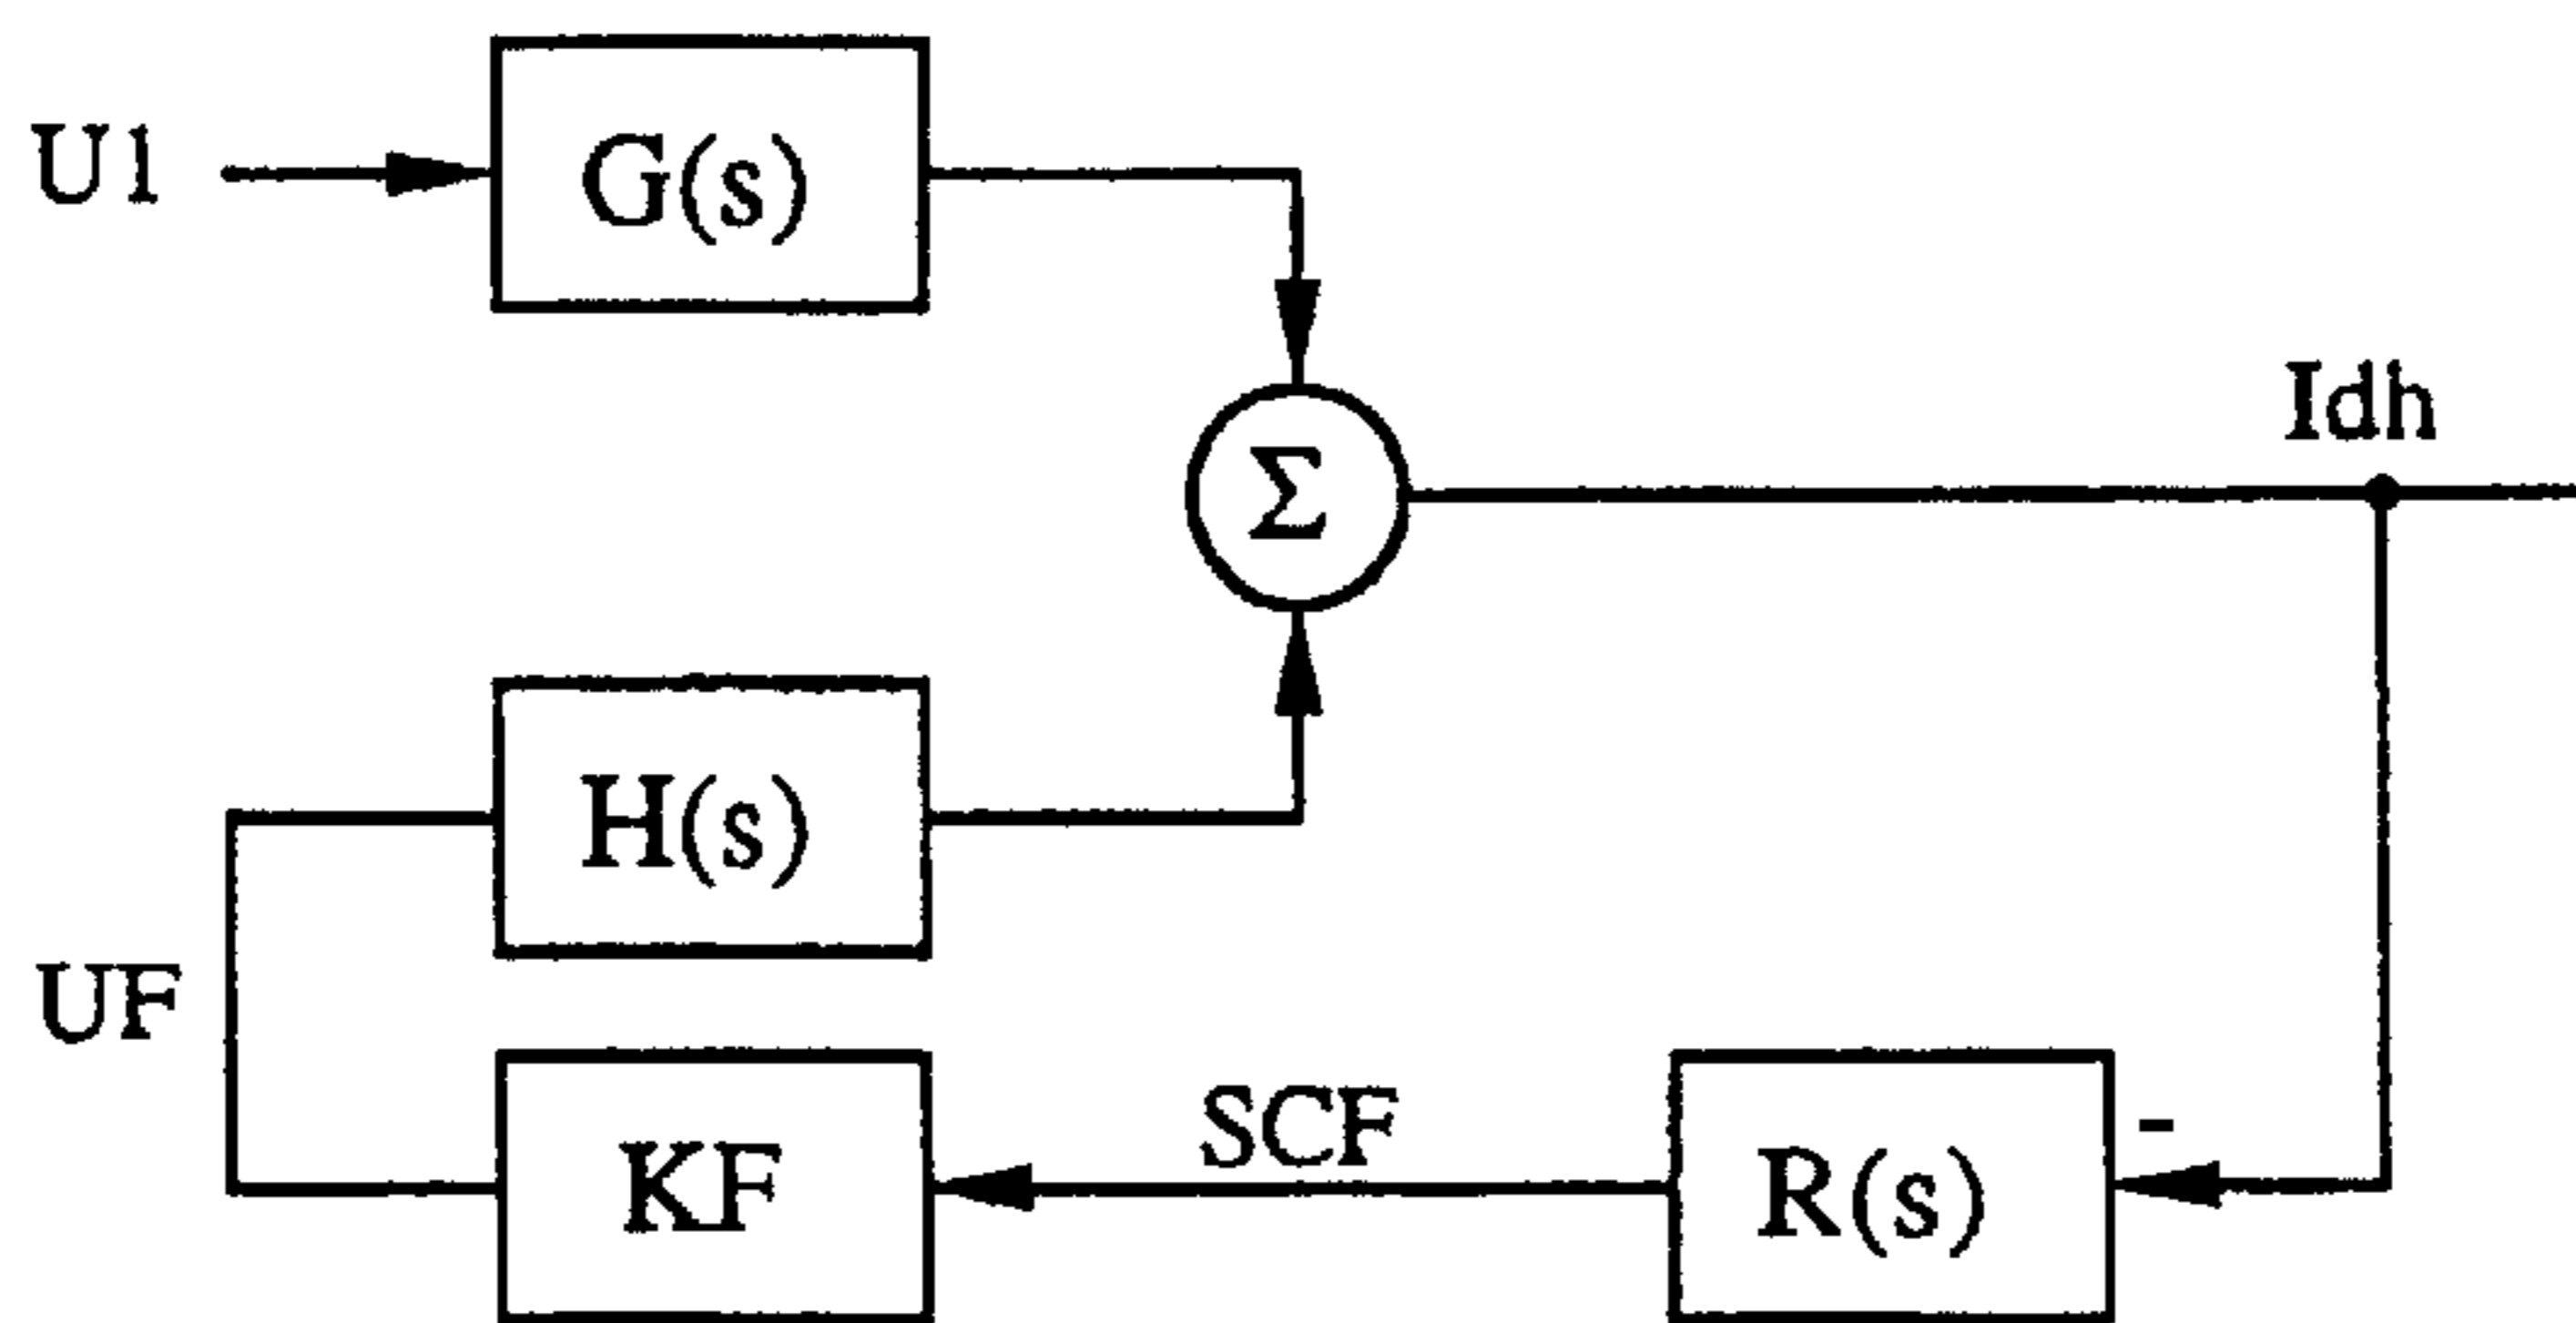 U1
G(s)
Idh
Σ
H(s)
UF
SCF
-
KF
R(s)